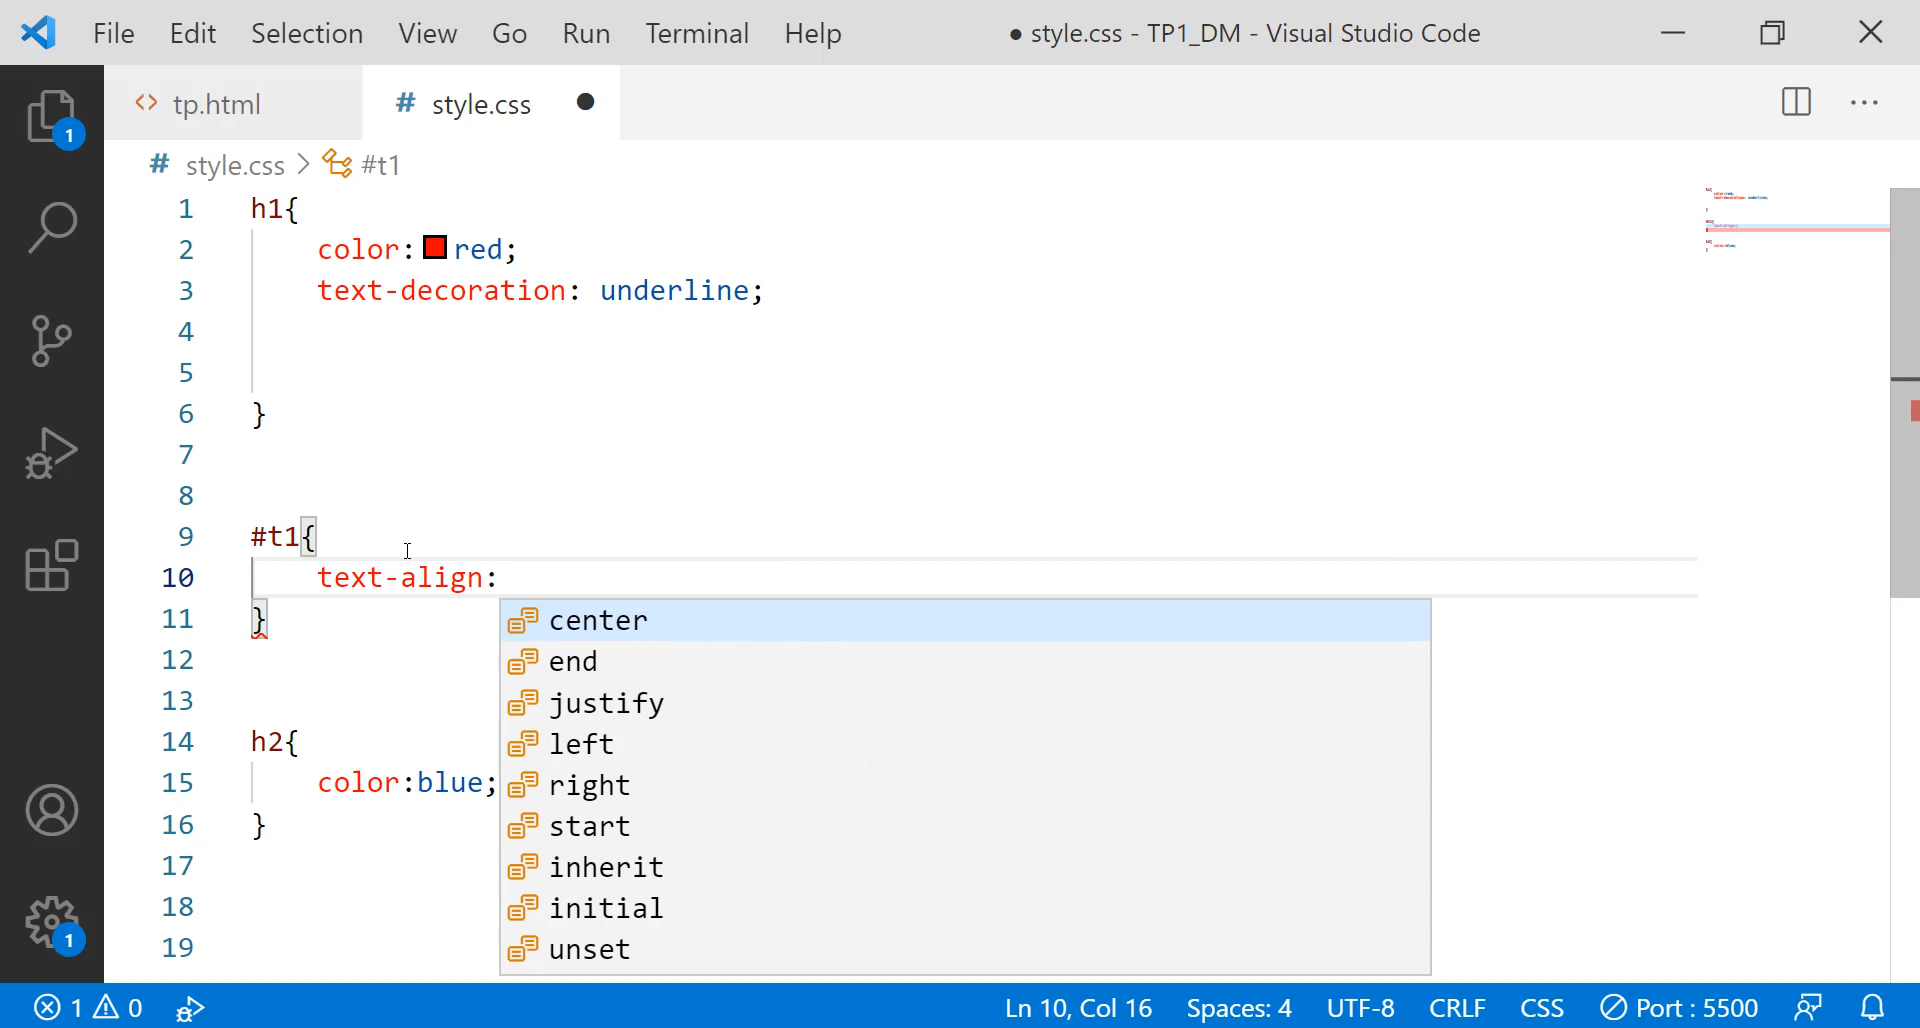 File Edit Selection View Go Run Terminal Help ● style.css - TP1_DM - Visual Studio Code
<> tp.html # style.css ●
1
# style.css > #t1
1 h1{
2 color: red;
3 text-decoration: underline;
4
5
6 }
7
8
9 #t1{
10 text-align:
11 }
12
13
14 h2{
15 color:blue;
16 }
17
18
19
center
end
justify
left
right
start
inherit
initial
unset
1
1 0 Ln 10, Col 16 Spaces: 4 UTF-8 CRLF CSS Port : 5500